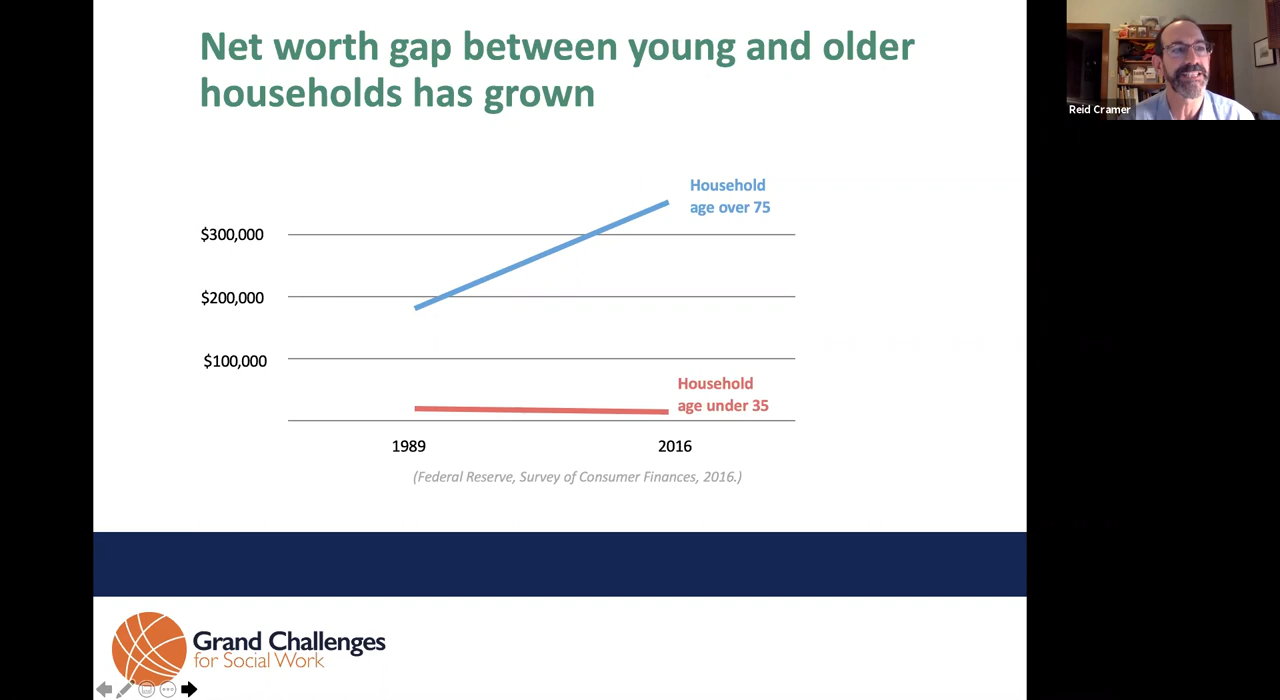 Net worth gap between young and older
households has grown
Reid Cramer
Household
age over 75
$300,000
$200,000
$100,000
Household
age under 35
1989
2016
(Federal Reserve, Survey of Consumer Finances, 2016.)
Grand Challenges
for Social Work